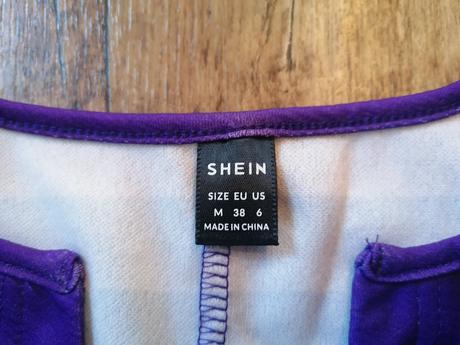 SHEIN
SIZE EU US
M 38 6
MADE IN CHINA